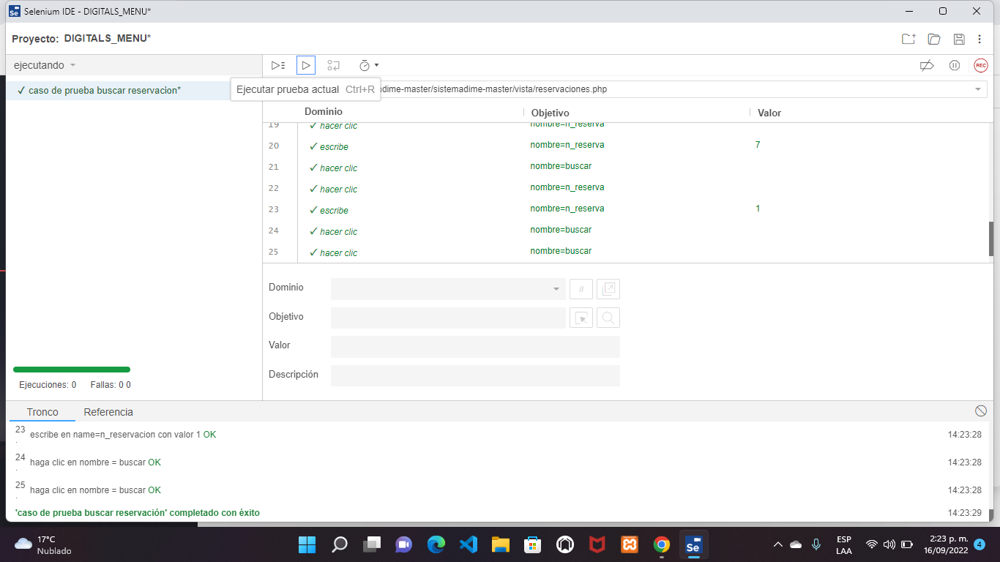 Selenium IDE - DIGITALS_MENU*
Proyecto: DIGITALS_MENU*
ejecutando
REC
✓ caso de prueba buscar reservacion*
Ejecutar prueba actual Ctrl+R
dime-master/sistemadime-master/vista/reservaciones.php
Dominio Objetivo Valor
19 ✓ hacer clic nombre=n_reserva
20 ✓ escribe nombre=n_reserva 7
21 ✓ hacer clic nombre=buscar
22 ✓ hacer clic nombre=n_reserva
23 ✓ escribe nombre=n_reserva 1
24 ✓ hacer clic nombre=buscar
25 ✓ hacer clic nombre=buscar
Dominio //
Objetivo
Valor
Descripción
Ejecuciones: 0 Fallas: 0 0
Tronco Referencia
23. escribe en name=n_reservacion con valor 1 OK 14:23:28
24. haga clic en nombre = buscar OK 14:23:28
25. haga clic en nombre = buscar OK 14:23:28
'caso de prueba buscar reservación' completado con éxito 14:23:29
17°C
Nublado
Se
ESP
LAA
2:23 p. m.
16/09/2022
4